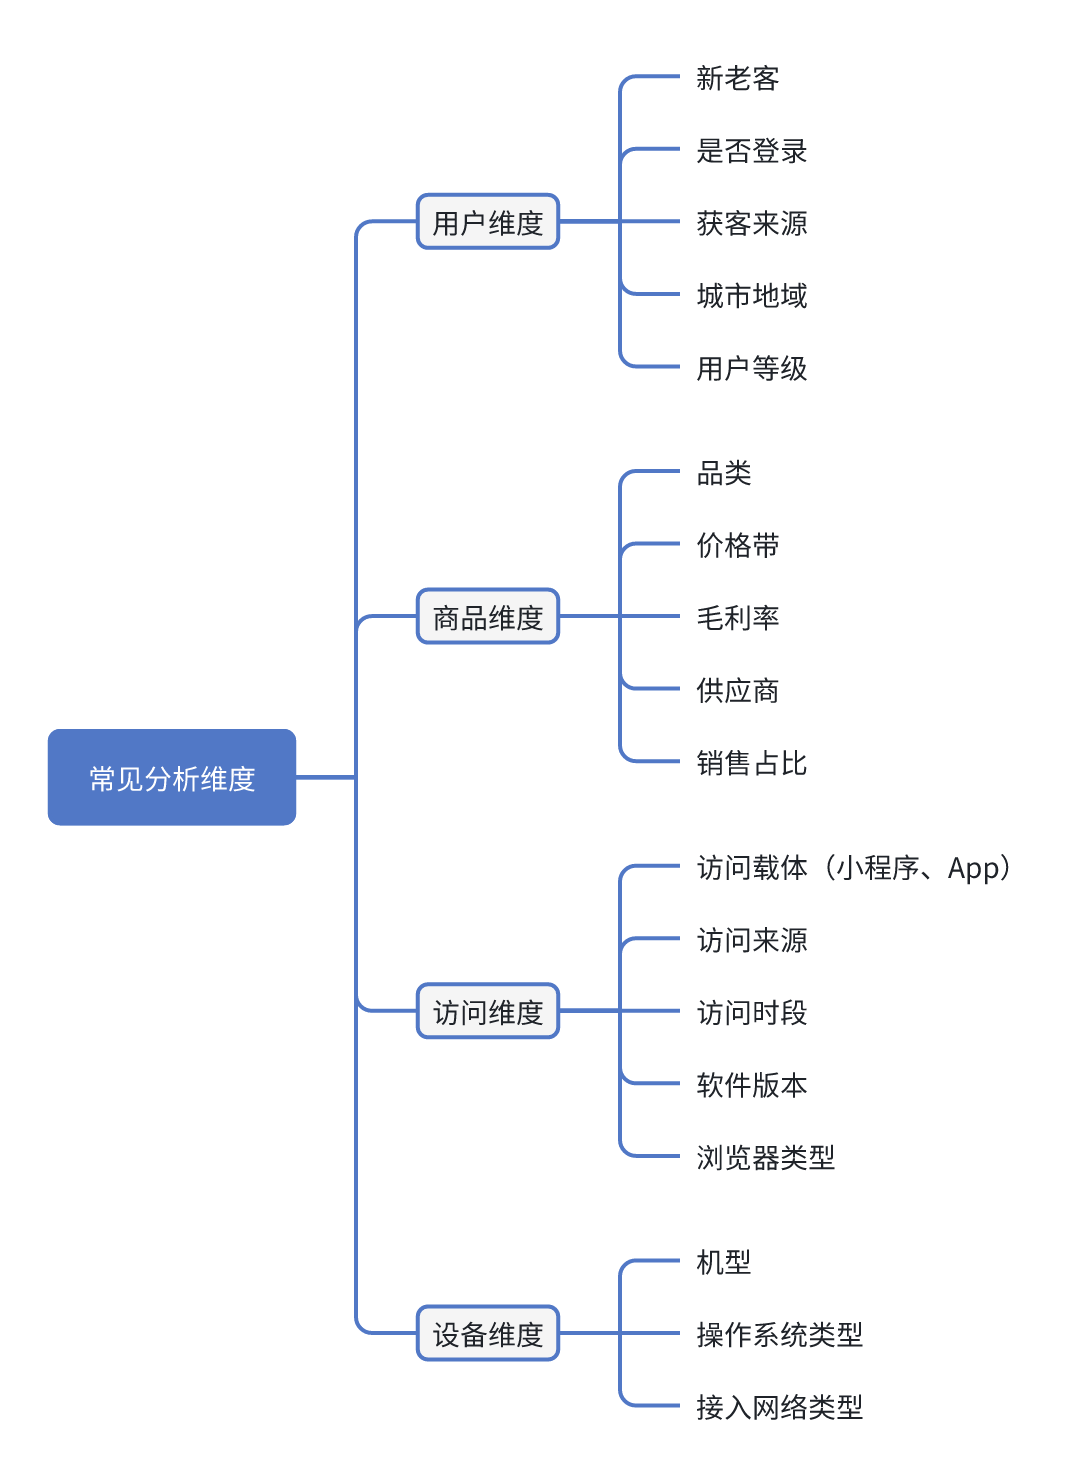 常见分析维度
用户维度
新老客
是否登录
获客来源
城市地域
用户等级
商品维度
品类
价格带
毛利率
供应商
销售占比
访问维度
访问载体（小程序、App）
访问来源
访问时段
软件版本
浏览器类型
设备维度
机型
操作系统类型
接入网络类型